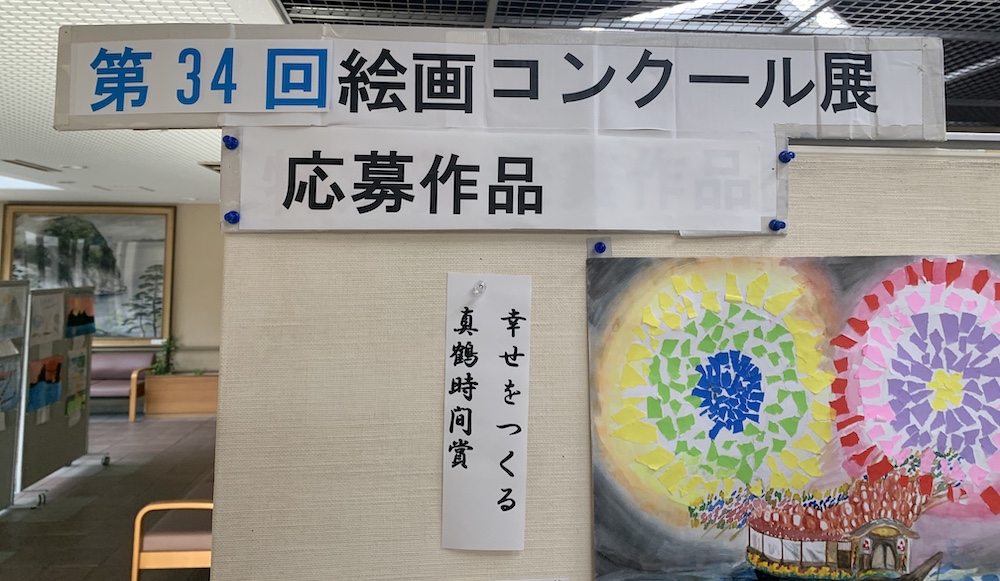 第34回絵画コンクール展
応募作品
幸せをつくる
真鶴時間賞